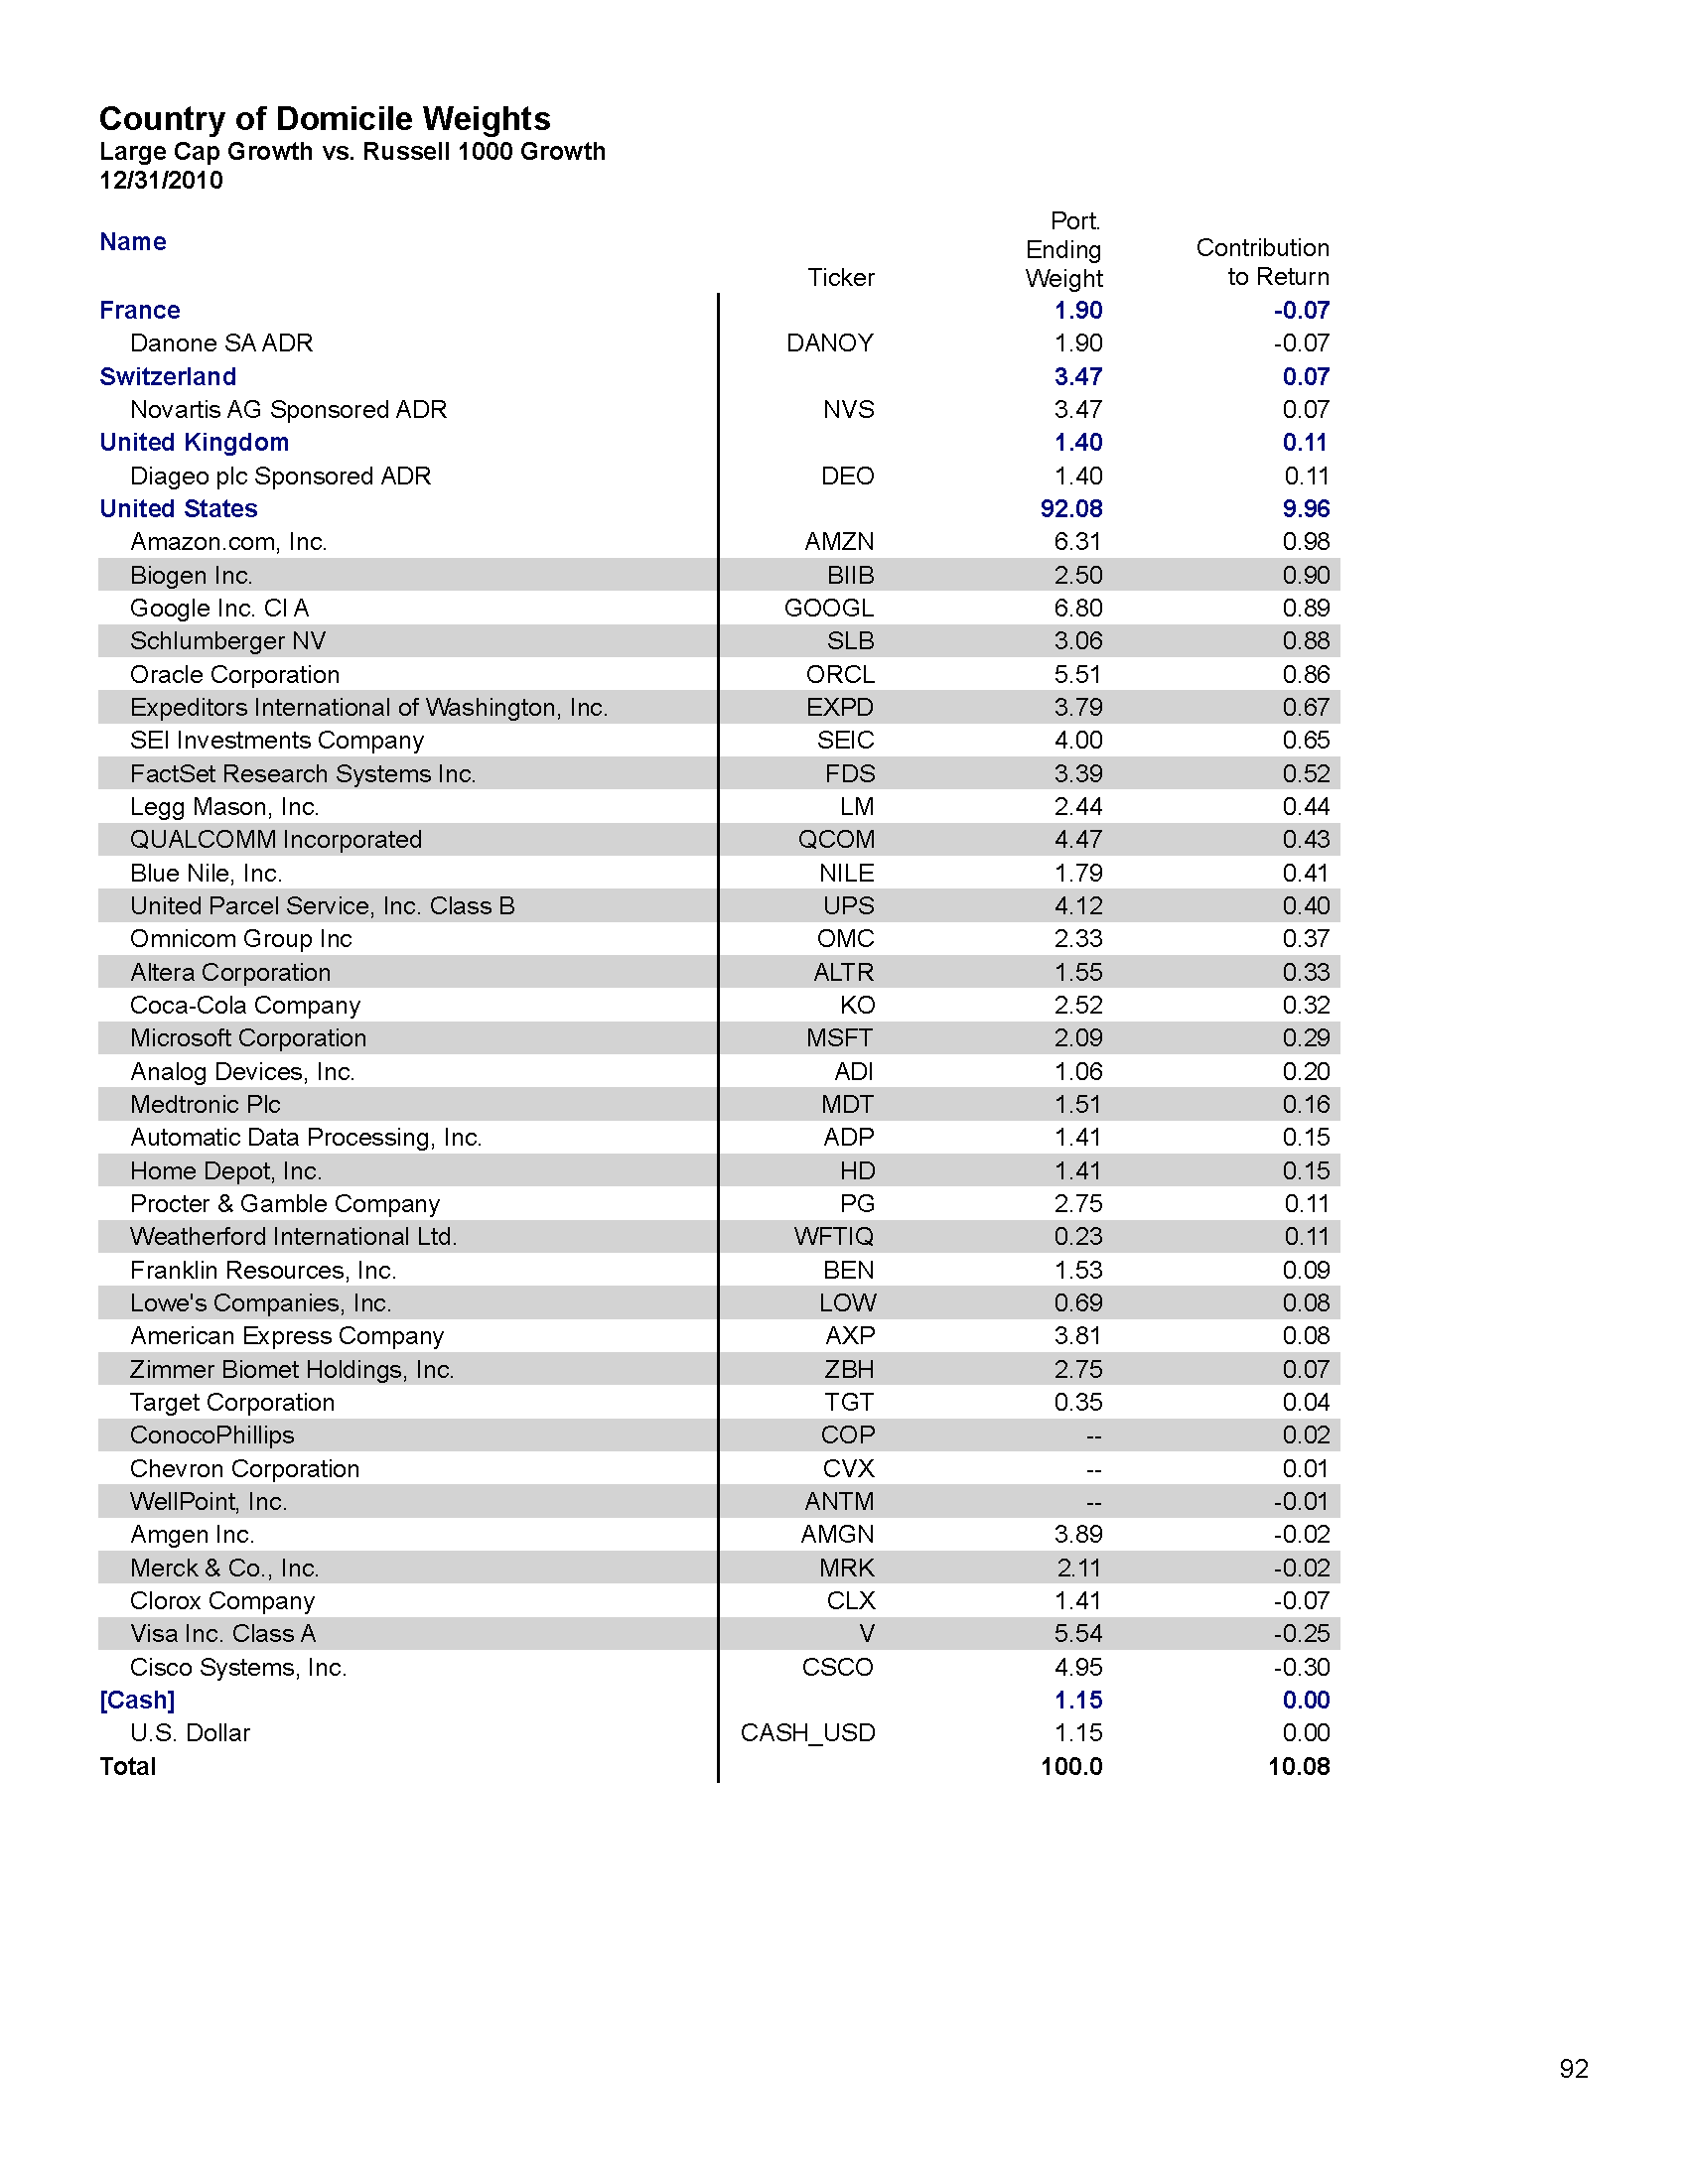 Country of Domicile Weights
Large Cap Growth vs. Russell 1000 Growth
12/31/2010
Name Ticker Port. Ending Weight Contribution to Return
France 1.90 -0.07
Danone SA ADR DANOY 1.90 -0.07
Switzerland 3.47 0.07
Novartis AG Sponsored ADR NVS 3.47 0.07
United Kingdom 1.40 0.11
Diageo plc Sponsored ADR DEO 1.40 0.11
United States 92.08 9.96
Amazon.com, Inc. AMZN 6.31 0.98
Biogen Inc. BIIB 2.50 0.90
Google Inc. Cl A GOOGL 6.80 0.89
Schlumberger NV SLB 3.06 0.88
Oracle Corporation ORCL 5.51 0.86
Expeditors International of Washington, Inc. EXPD 3.79 0.67
SEI Investments Company SEIC 4.00 0.65
FactSet Research Systems Inc. FDS 3.39 0.52
Legg Mason, Inc. LM 2.44 0.44
QUALCOMM Incorporated QCOM 4.47 0.43
Blue Nile, Inc. NILE 1.79 0.41
United Parcel Service, Inc. Class B UPS 4.12 0.40
Omnicom Group Inc OMC 2.33 0.37
Altera Corporation ALTR 1.55 0.33
Coca-Cola Company KO 2.52 0.32
Microsoft Corporation MSFT 2.09 0.29
Analog Devices, Inc. ADI 1.06 0.20
Medtronic Plc MDT 1.51 0.16
Automatic Data Processing, Inc. ADP 1.41 0.15
Home Depot, Inc. HD 1.41 0.15
Procter & Gamble Company PG 2.75 0.11
Weatherford International Ltd. WFTIQ 0.23 0.11
Franklin Resources, Inc. BEN 1.53 0.09
Lowe's Companies, Inc. LOW 0.69 0.08
American Express Company AXP 3.81 0.08
Zimmer Biomet Holdings, Inc. ZBH 2.75 0.07
Target Corporation TGT 0.35 0.04
ConocoPhillips COP -- 0.02
Chevron Corporation CVX -- 0.01
WellPoint, Inc. ANTM -- -0.01
Amgen Inc. AMGN 3.89 -0.02
Merck & Co., Inc. MRK 2.11 -0.02
Clorox Company CLX 1.41 -0.07
Visa Inc. Class A V 5.54 -0.25
Cisco Systems, Inc. CSCO 4.95 -0.30
[Cash] 1.15 0.00
U.S. Dollar CASH_USD 1.15 0.00
Total 100.0 10.08
92